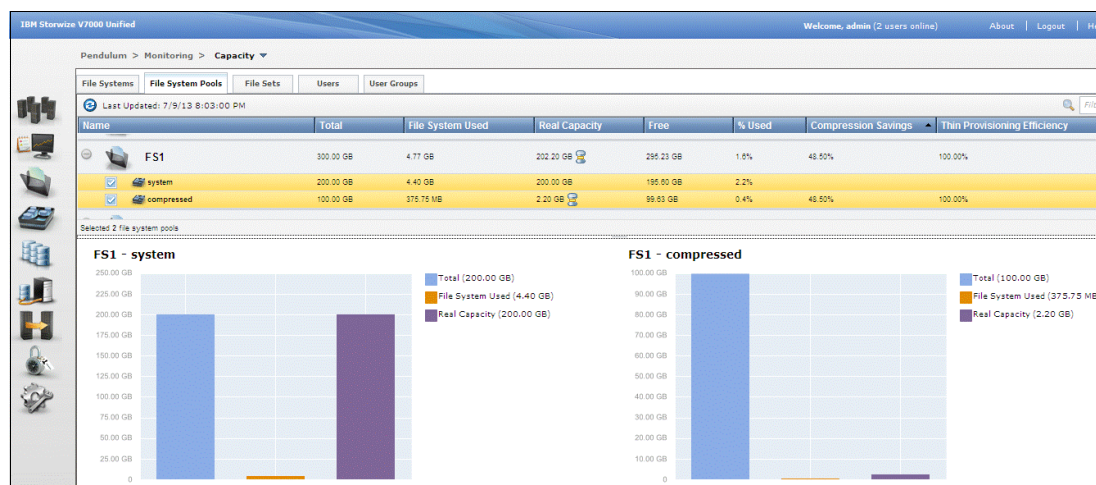 IBM Storwize V7000 Unified
Welcome, admin (2 users online) About | Logout |
Pendulum > Monitoring > Capacity
File Systems File System Pools File Sets Users User Groups
Last Updated: 7/9/13 8:03:00 PM
Name Total File System Used Real Capacity Free % Used Compression Savings Thin Provisioning Efficiency
FS1 300.00 GB 4.77 GB 202.20 GB 295.23 GB 1.6% 48.50% 100.00%
system 200.00 GB 4.40 GB 200.00 GB 195.60 GB 2.2%
compressed 100.00 GB 375.75 MB 2.20 GB 99.63 GB 0.4% 48.50% 100.00%
Selected 2 file system pools
FS1 - system
250.00 GB
225.00 GB
200.00 GB
175.00 GB
150.00 GB
125.00 GB
100.00 GB
75.00 GB
50.00 GB
25.00 GB
0
Total (200.00 GB)
File System Used (4.40 GB)
Real Capacity (200.00 GB)
FS1 - compressed
100.00 GB
90.00 GB
80.00 GB
70.00 GB
60.00 GB
50.00 GB
40.00 GB
30.00 GB
20.00 GB
10.00 GB
0
Total (100.00 GB)
File System Used (375.75 MB
Real Capacity (2.20 GB)